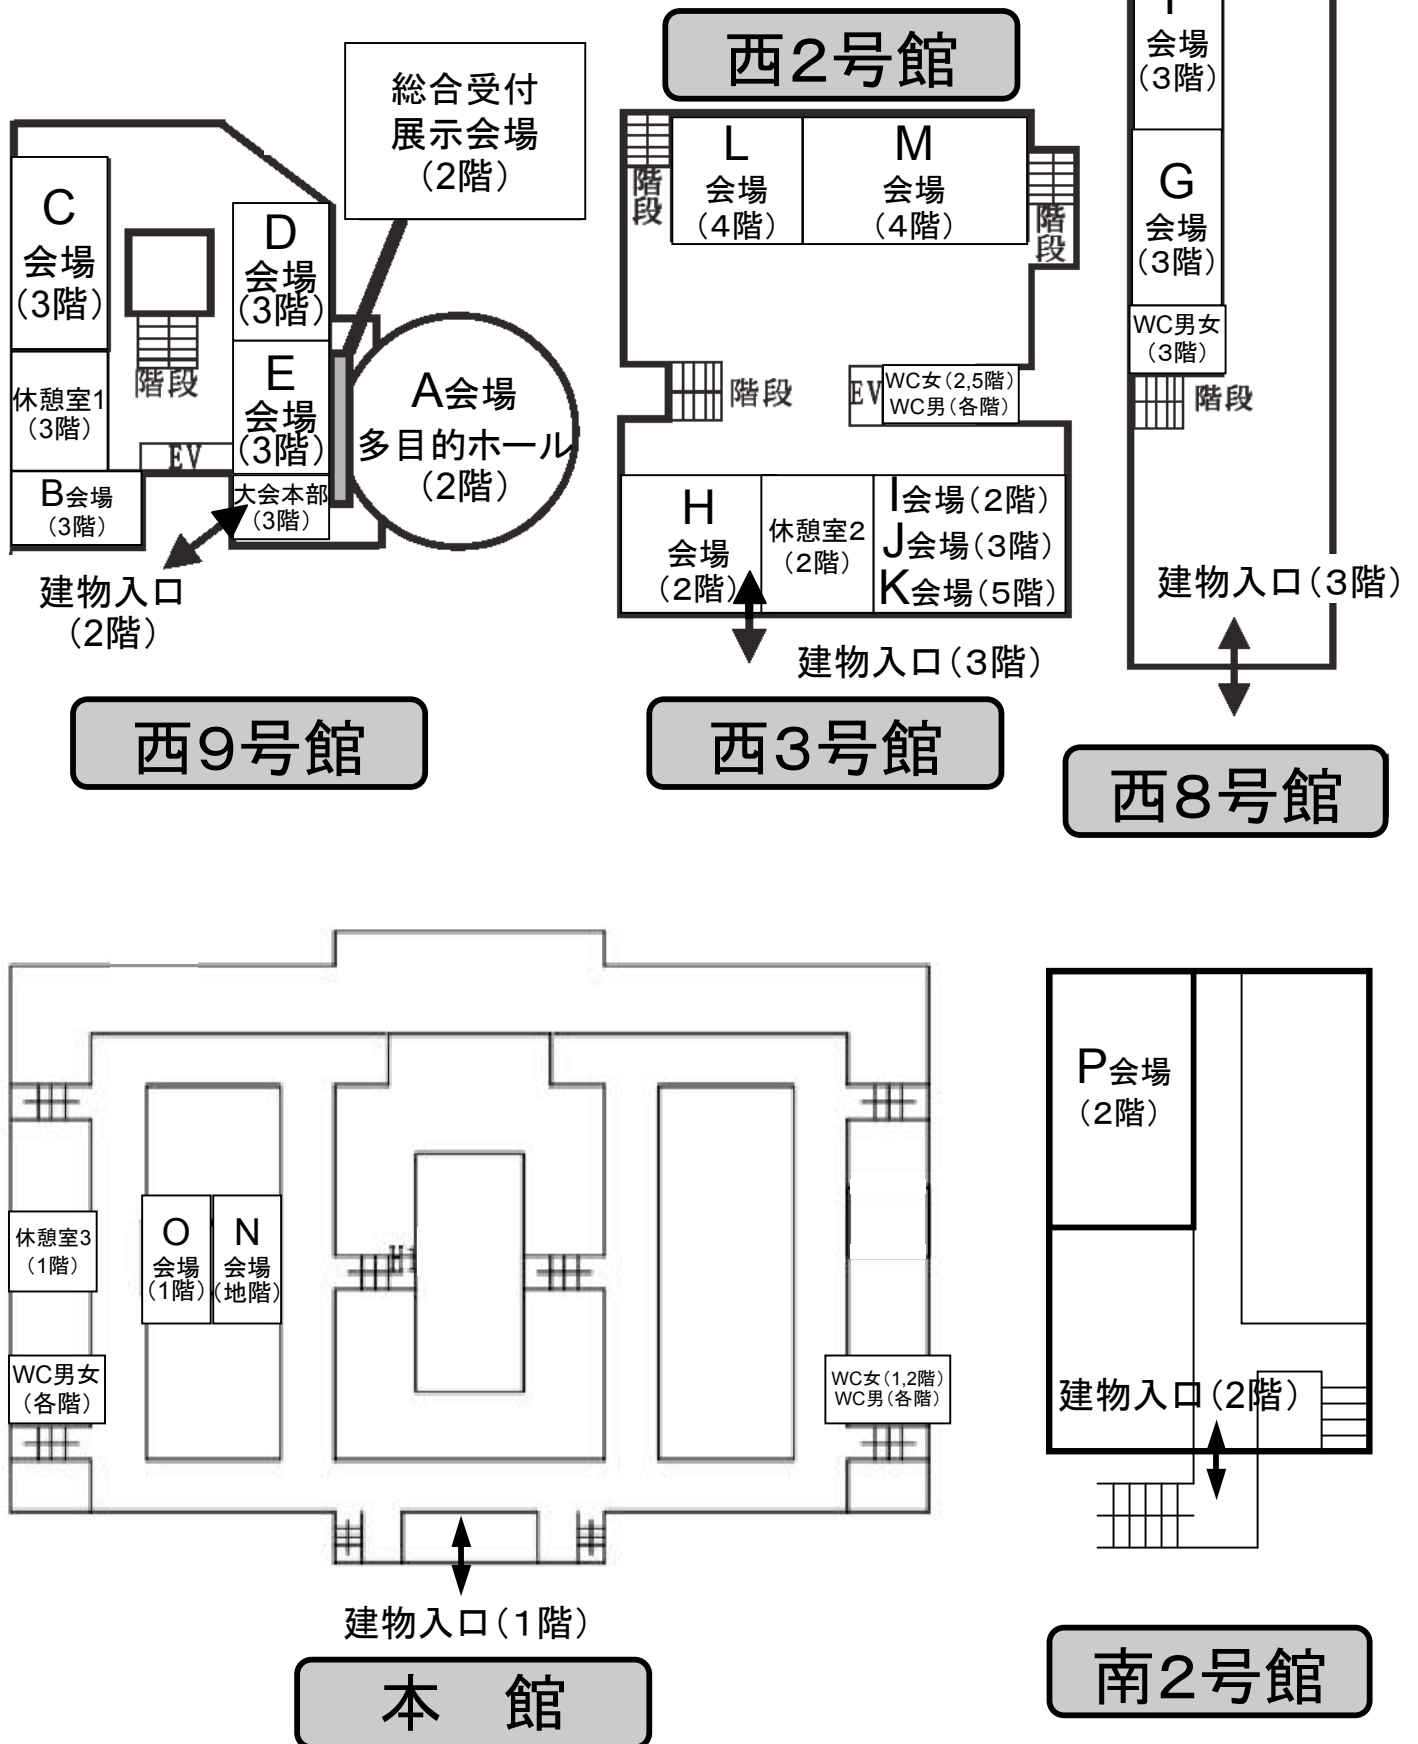 総合受付
展示会場
(2階)
C
会場
(3階)
D
会場
(3階)
階段
E
会場
(3階)
休憩室1
(3階)
EV
B会場
(3階)
大会本部
(3階)
A会場
多目的ホール
(2階)
建物入口
(2階)
西9号館
西2号館
L
会場
(4階)
M
会場
(4階)
階段
階段
階段
EV
WC女(2,5階)
WC男(各階)
H
会場
(2階)
休憩室2
(2階)
I会場(2階)
J会場(3階)
K会場(5階)
建物入口(3階)
西3号館
会場
(3階)
G
会場
(3階)
WC男女
(3階)
階段
建物入口(3階)
西8号館
休憩室3
(1階)
O
会場
(1階)
N
会場
(地階)
WC男女
(各階)
WC女(1,2階)
WC男(各階)
建物入口(1階)
本 館
P会場
(2階)
建物入口(2階)
南2号館